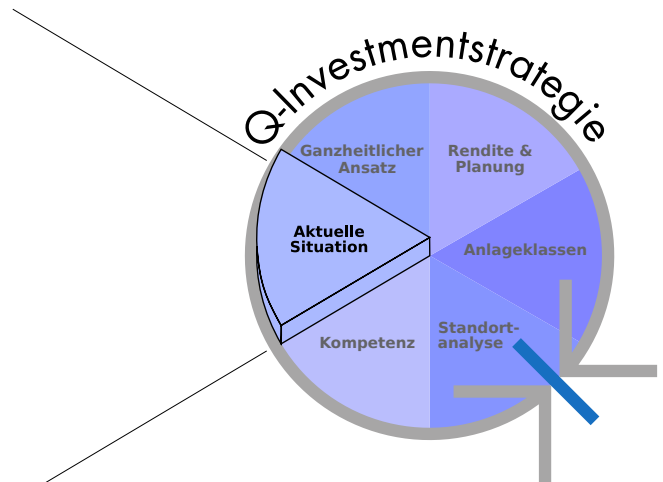 Q-Investmentstrategie
Ganzheitlicher
Ansatz
Rendite &
Planung
Aktuelle
Situation
Anlageklassen
Kompetenz
Standort-
analyse